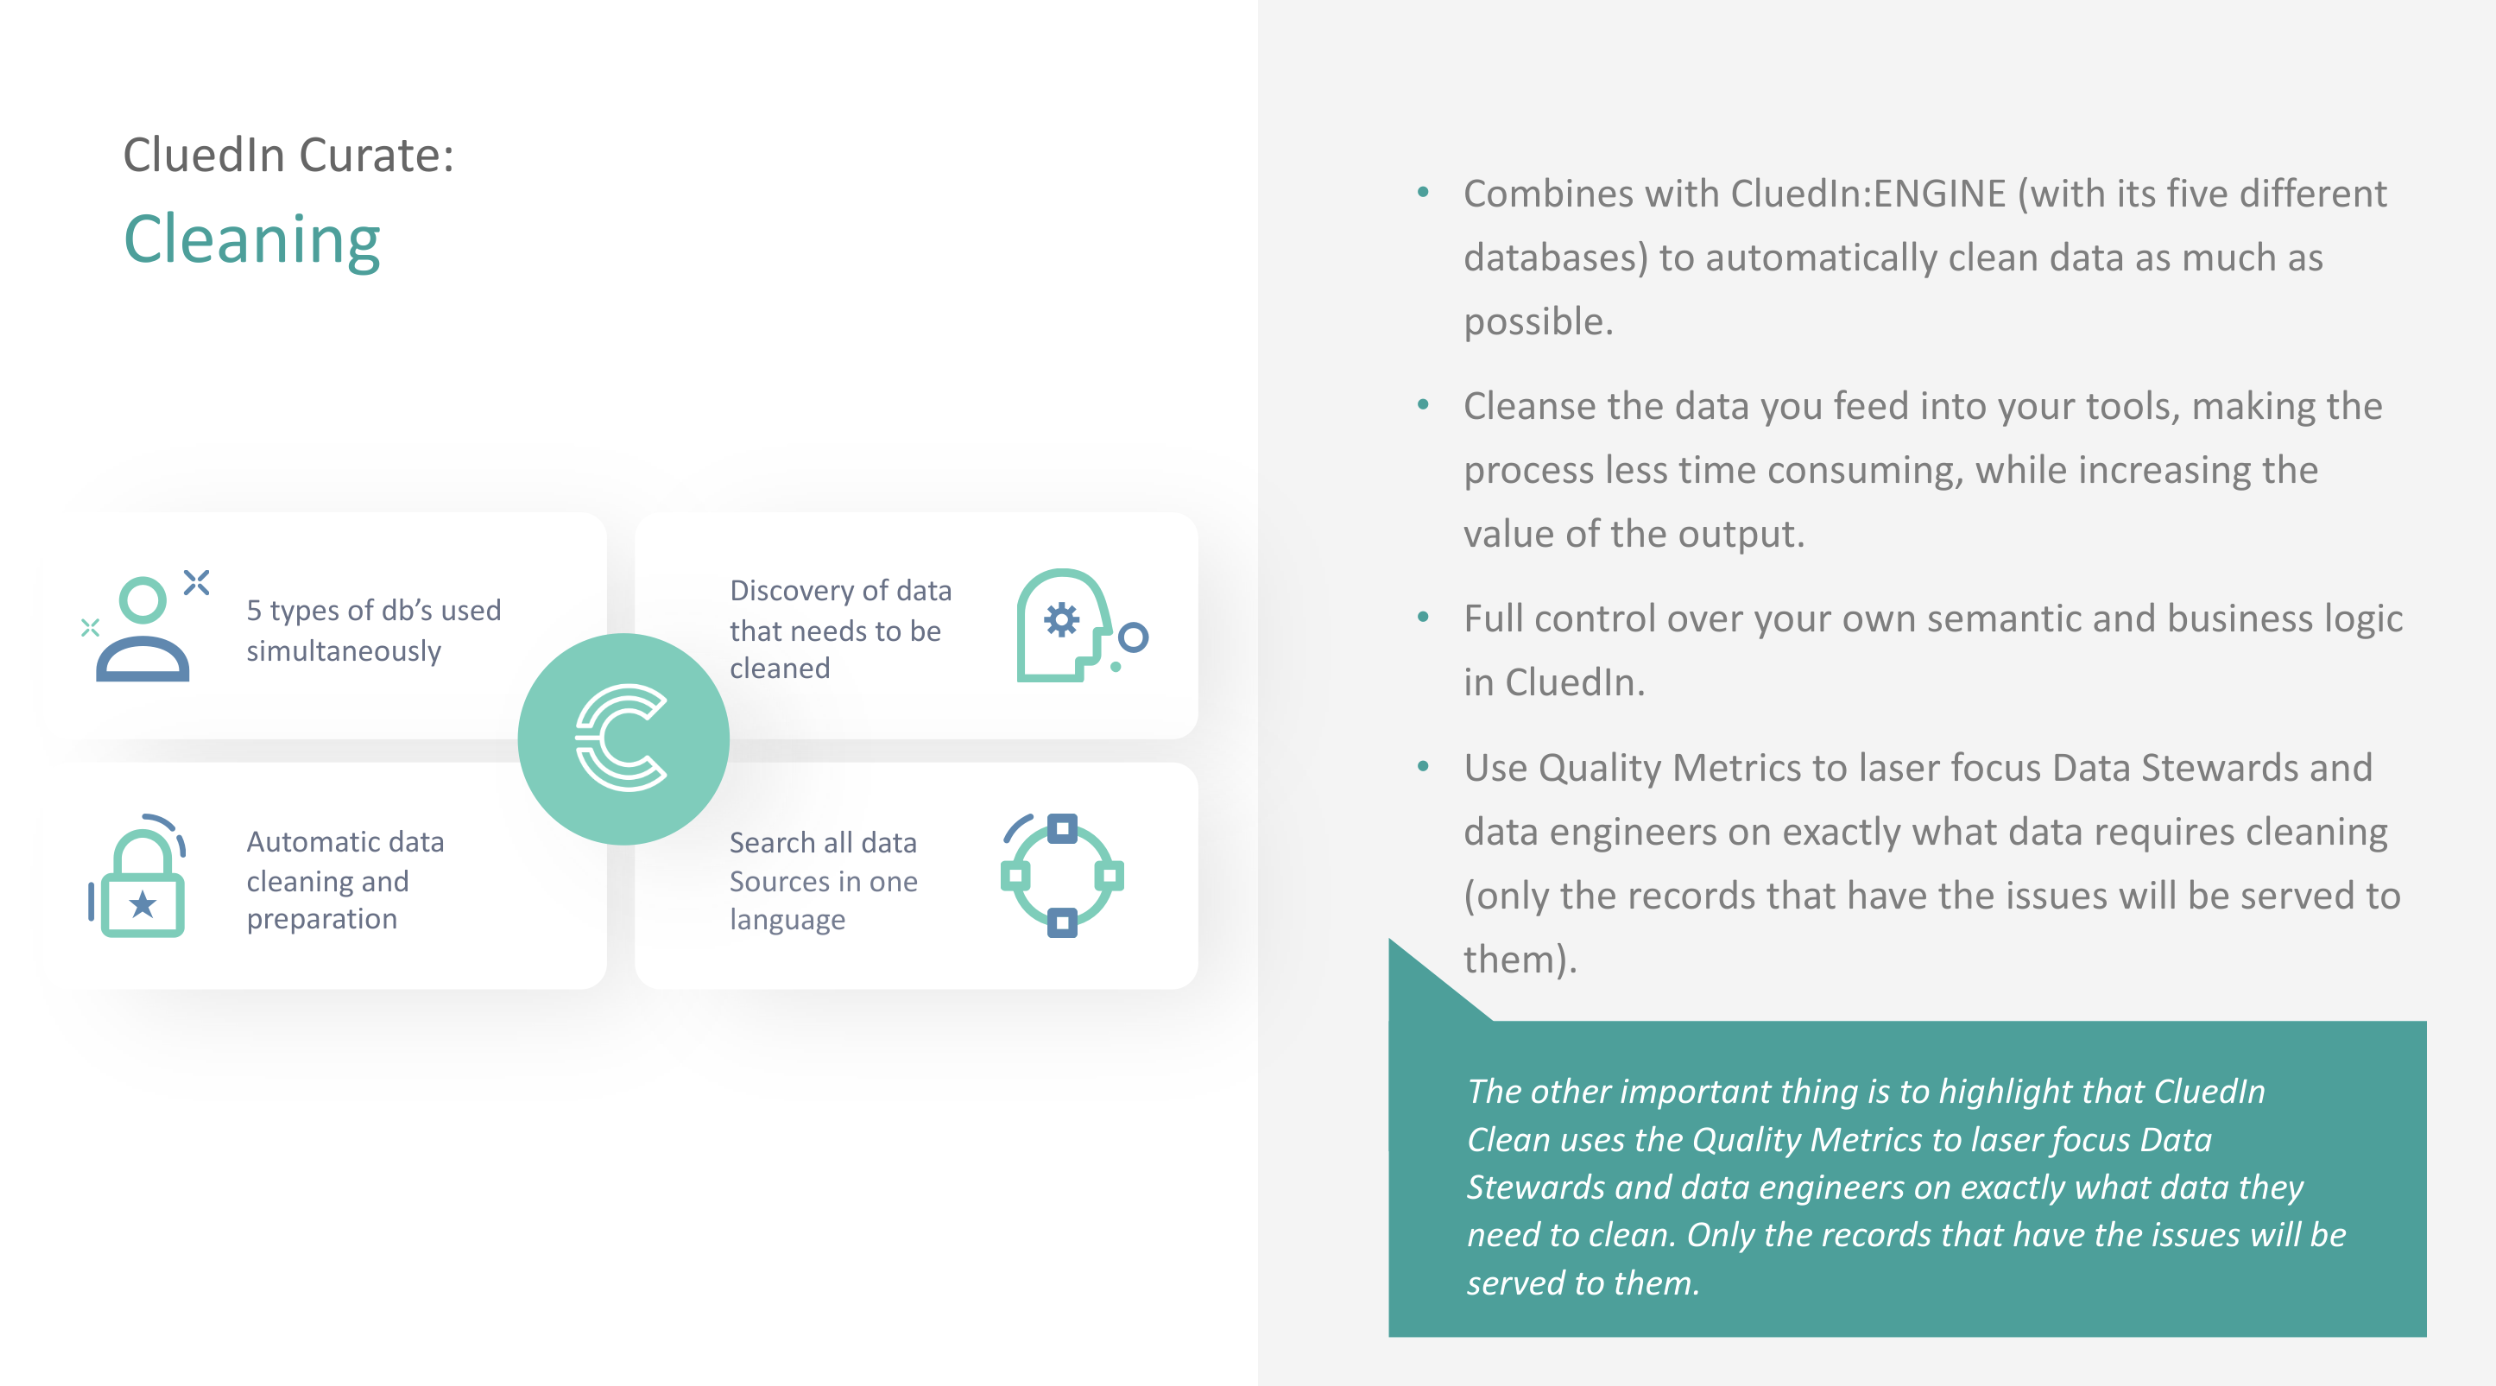 CluedIn Curate:
Cleaning
5 types of db’s used
simultaneously
Discovery of data
that needs to be
cleaned
Automatic data
cleaning and
preparation
Search all data
Sources in one
language
• Combines with CluedIn:ENGINE (with its five different
databases) to automatically clean data as much as
possible.
• Cleanse the data you feed into your tools, making the
process less time consuming, while increasing the
value of the output.
• Full control over your own semantic and business logic
in CluedIn.
• Use Quality Metrics to laser focus Data Stewards and
data engineers on exactly what data requires cleaning
(only the records that have the issues will be served to
them).
The other important thing is to highlight that CluedIn
Clean uses the Quality Metrics to laser focus Data
Stewards and data engineers on exactly what data they
need to clean. Only the records that have the issues will be
served to them.